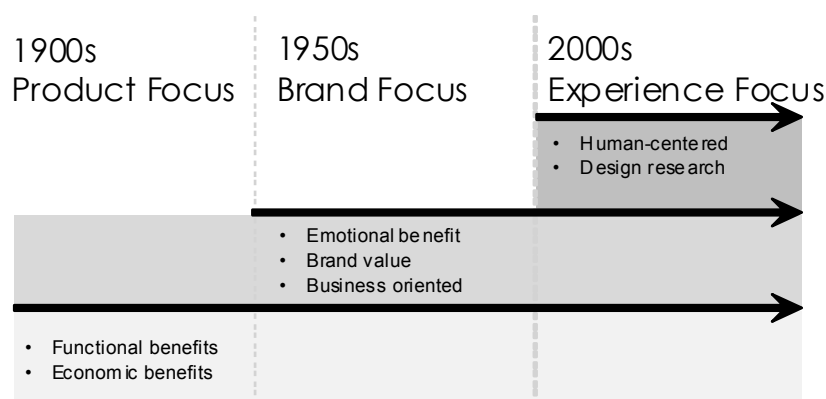 1900s
Product Focus
1950s
Brand Focus
2000s
Experience Focus
• Human-centered
• Design research
• Emotional benefit
• Brand value
• Business oriented
• Functional benefits
• Economic benefits